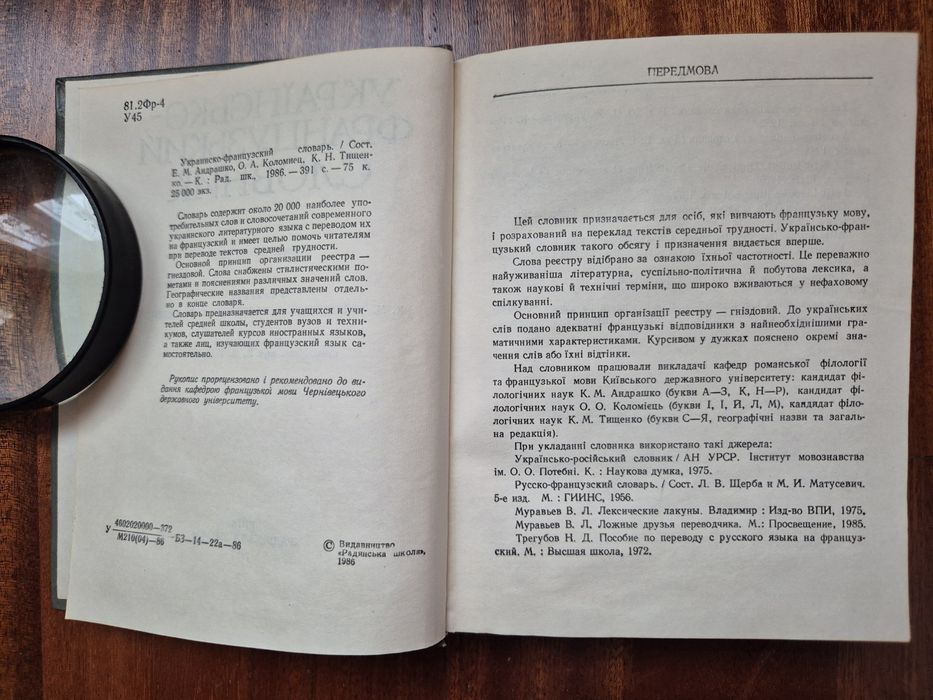 81.2Фр-4
У45
Украинско-французский словарь. / Сост.
Е. М. Андрашко, О. А. Коломиец, К. Н. Тищен-
ко. — К. : Рад. шк., 1986. — 391 с. — 75 к.
25 000 экз.
Словарь содержит около 20 000 наиболее упо-
требительных слов и словосочетаний современного
украинского литературного языка с переводом их
на французский и имеет целью помочь читателям
при переводе текстов средней трудности.
Основной принцип организации реестра —
гнездовой. Слова снабжены стилистическими по-
метами и пояснениями различных значений слов.
Географические названия представлены отдель-
но в конце словаря.
Словарь предназначается для учащихся и учи-
телей средней школы, студентов вузов и техни-
кумов, слушателей курсов иностранных языков,
а также лиц, изучающих французский язык са-
мостоятельно.
Рукопис прорецензовано і рекомендовано до ви-
дання кафедрою французької мови Чернівецького
державного університету.
У 4602020000—372
М210(04)—86 -БЗ—14—22а—86
© Видавництво
«Радянська школа»,
1986
УКРАЇНСЬКО
ФРАНЦУЗЬКИЙ
ПЕРЕДМОВА
Цей словник призначається для осіб, які вивчають французьку мову,
і розрахований на переклад текстів середньої трудності. Українсько-фран-
цузький словник такого обсягу і призначення видається вперше.
Слова реєстру відібрано за ознакою їхньої частотності. Це переважно
найуживаніша літературна, суспільно-політична й побутова лексика, а
також наукові й технічні терміни, що широко вживаються у нефаховому
спілкуванні.
Основний принцип організації реєстру — гніздовий. До українських
слів подано адекватні французькі відповідники з найнеобхіднішими гра-
матичними характеристиками. Курсивом у дужках пояснено окремі зна-
чення слів або їхні відтінки.
Над словником працювали викладачі кафедр романської філології
та французької мови Київського державного університету: кандидат фі-
лологічних наук К. М. Андрашко (букви А—З, К, Н—Р), кандидат фі-
лологічних наук О. О. Коломієць (букви І, Ї, Й, Л, М), кандидат філо-
логічних наук К. М. Тищенко (букви С—Я, географічні назви та загаль-
на редакція).
При укладанні словника використано такі джерела:
Українсько-російський словник / АН УРСР. Інститут мовознавства
ім. О. О. Потебні. К. : Наукова думка, 1975.
Русско-французский словарь. / Сост. Л. В. Щерба и М. И. Матусевич.
5-е изд. М. : ГИИНС, 1956.
Муравьев В. Л. Лексические лакуны. Владимир : Изд-во ВПИ, 1975.
Муравьев В. Л. Ложные друзья переводчика. М.: Просвещение, 1985.
Трегубов Н. Д. Пособие по переводу с русского языка на француз-
ский. М. : Высшая школа, 1972.